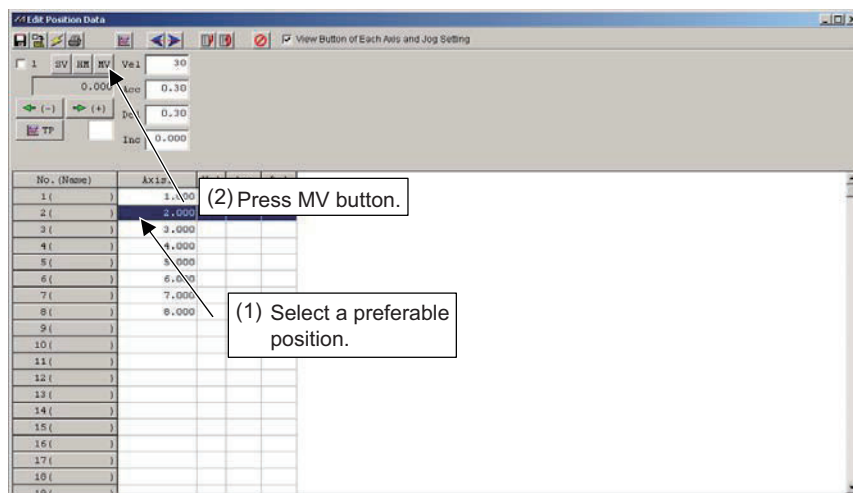 Edit Position Data
View Button of Each Axis and Jog Setting
1 SV HM MV Vel 30
0.000 Acc 0.30
(-) (+) Dcl 0.30
TP Inc 0.000
No.(Name) Axis
1( ) 1.000
2( ) 2.000
3( ) 3.000
4( ) 4.000
5( ) 5.000
6( ) 6.000
7( ) 7.000
8( ) 8.000
9( )
10( )
11( )
12( )
13( )
14( )
15( )
16( )
17( )
18( )
(2) Press MV button.
(1) Select a preferable
position.